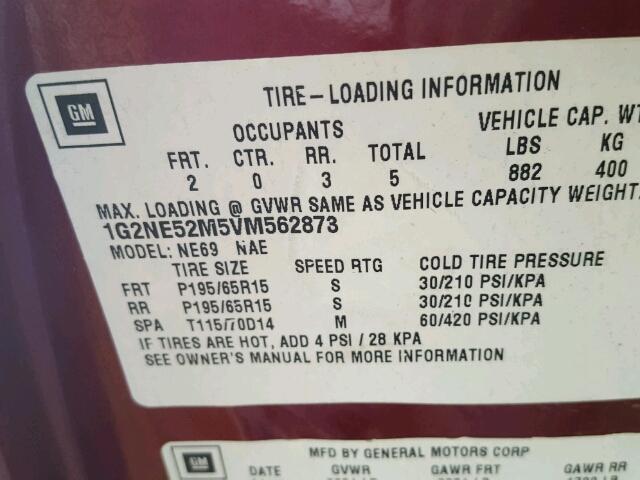 GM
TIRE-LOADING INFORMATION
OCCUPANTS VEHICLE CAP. WT
FRT. CTR. RR. TOTAL LBS KG
2 0 3 5 882 400
MAX. LOADING @ GVWR SAME AS VEHICLE CAPACITY WEIGHT.
1G2NE52M5VM562873
MODEL: NE69 NAE
TIRE SIZE SPEED RTG COLD TIRE PRESSURE
FRT P195/65R15 S 30/210 PSI/KPA
RR P195/65R15 S 30/210 PSI/KPA
SPA T115/70D14 M 60/420 PSI/KPA
IF TIRES ARE HOT, ADD 4 PSI / 28 KPA
SEE OWNER'S MANUAL FOR MORE INFORMATION
GM
MFD BY GENERAL MOTORS CORP
DATE GVWR GAWR FRT GAWR RR